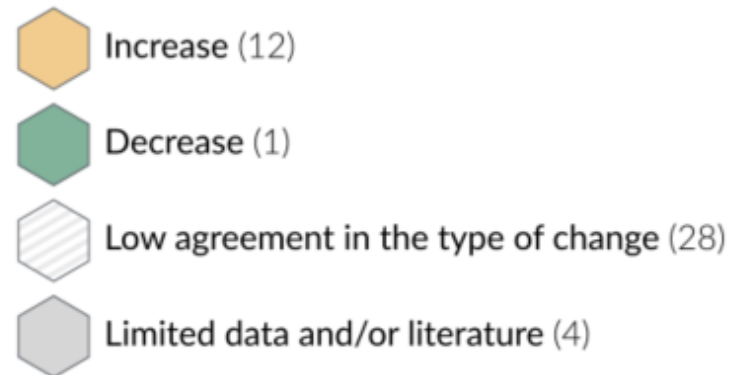 Increase (12)
Decrease (1)
Low agreement in the type of change (28)
Limited data and/or literature (4)